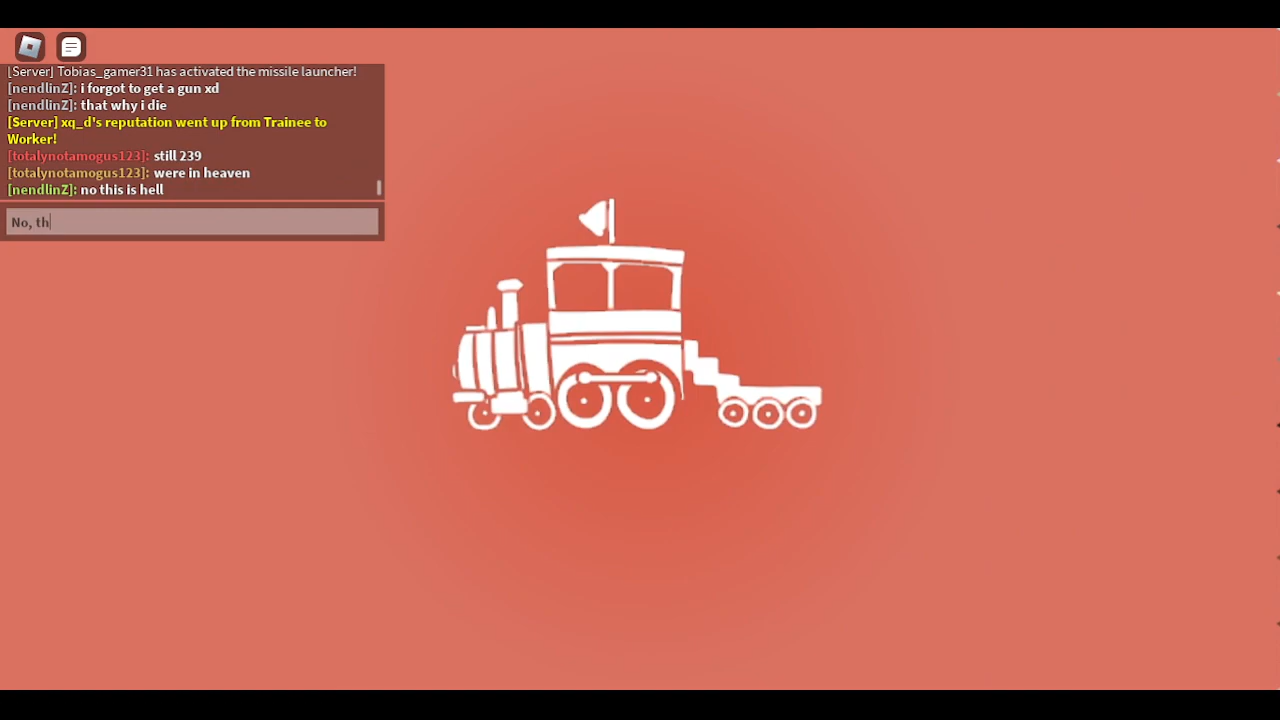 [Server] Tobias_gamer31 has activated the missile launcher!
[nendlinZ]: i forgot to get a gun xd
[nendlinZ]: that why i die
[Server] xq_d's reputation went up from Trainee to
Worker!
[totalynotamogus123]: still 239
[totalynotamogus123]: were in heaven
[nendlinZ]: no this is hell
No, th